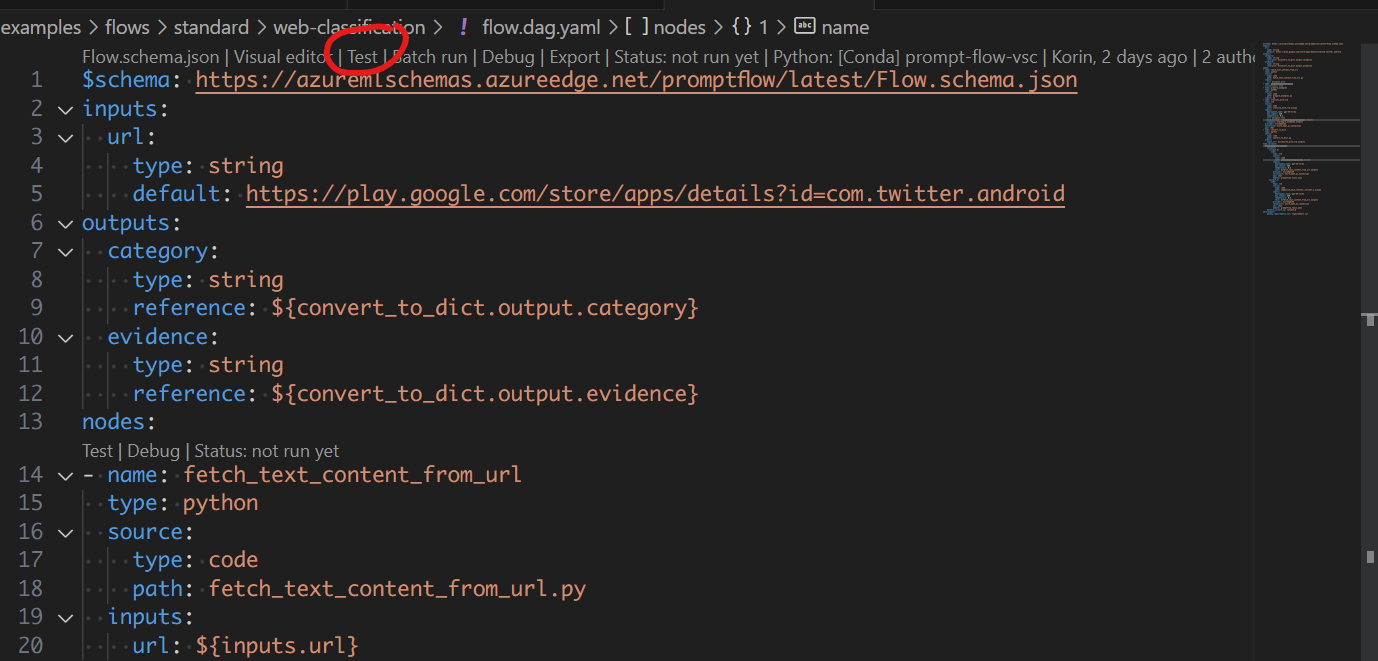 examples > flows > standard > web-classification > ! flow.dag.yaml > [ ] nodes > { } 1 > abc name
Flow.schema.json | Visual editor | Test | Batch run | Debug | Export | Status: not run yet | Python: [Conda] prompt-flow-vsc | Korin, 2 days ago | 2 autho
1 $schema: https://azuremlschemas.azureedge.net/promptflow/latest/Flow.schema.json
2 inputs:
3 url:
4 type: string
5 default: https://play.google.com/store/apps/details?id=com.twitter.android
6 outputs:
7 category:
8 type: string
9 reference: ${convert_to_dict.output.category}
10 evidence:
11 type: string
12 reference: ${convert_to_dict.output.evidence}
13 nodes:
Test | Debug | Status: not run yet
14 - name: fetch_text_content_from_url
15 type: python
16 source:
17 type: code
18 path: fetch_text_content_from_url.py
19 inputs:
20 url: ${inputs.url}